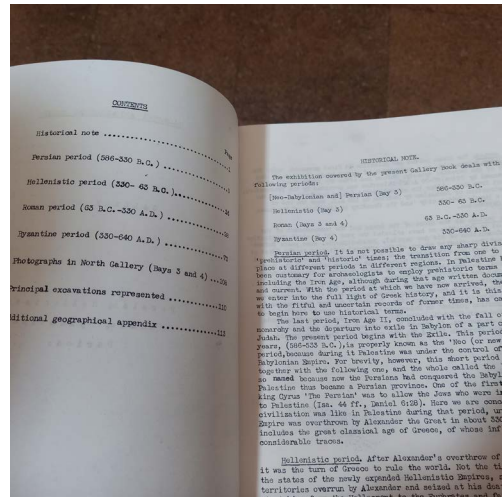 CONTENTS
Page
Historical note ..................... 1
Persian period (586-330 B.C.) ............ 3
Hellenistic period (330- 63 B.C.)........
Roman period (63 B.C.-330 A.D.) ........
Byzantine period (330-640 A.D.) ........
Photographs in North Gallery (Bays 3 and 4)...
Principal excavations represented ..........
geographical appendix ............
HISTORICAL NOTE.
The exhibition covered by the present Gallery Book deals with
following periods:
[Neo-Babylonian and] Persian (Bay 3) 586-330 B.C.
Hellenistic (Bay 3) 330- 63 B.C.
Roman (Bays 3 and 4) 63 B.C.-330 A.D.
Byzantine (Bay 4) 330-640 A.D.
Persian period. It is not possible to draw any sharp
'prehistoric' and 'historic' times; the transition from one to
place at different periods in different regions. In Palestine
been customary for archaeologists to employ prehistoric terms
including the Iron Age, although during that age written
and current. With the period at which we have now arrived, the
we enter into the full light of Greek history, and it is
with the fitful and uncertain records of former times, has
to begin here to use historical terms.
The last period, Iron Age II, concluded with the fall of
monarchy and the departure into exile in Babylon of a part of
Judah. The present period begins with the Exile. This period
years, (586-533 B.C.),is properly known as the 'Neo (or new
period,because during it Palestine was under the control of
Babylonian Empire. For brevity, however, this short period
together with the following one, and the whole called the
so named because now the Persians had conquered the
Palestine thus became a Persian province. One of the first
king Cyrus 'The Persian' was to allow the Jews who were in
to Palestine (Isa. 44 ff., Daniel 6:28). Here we are
civilization was like in Palestine during that period,
Empire was overthrown by Alexander the Great in about
includes the great classical age of Greece, of whose
considerable traces.
Hellenistic period. After Alexander's overthrow of
it was the turn of Greece to rule the world. Not the
the states of the newly expanded Hellenistic Empires,
territories overrun by Alexander and seized at his